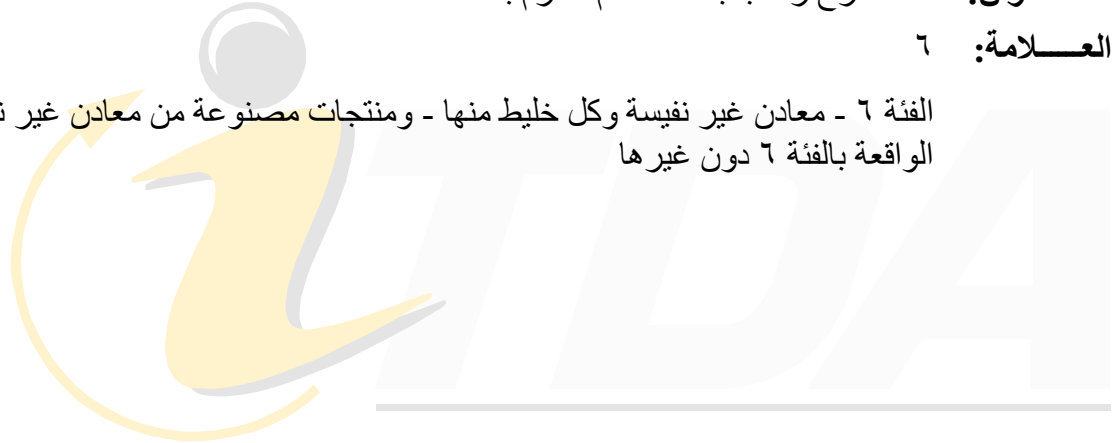 العـــــلامة: ٦
الفئة ٦ - معادن غير نفيسة وكل خليط منها - ومنتجات مصنوعة من معادن غير
الواقعة بالفئة ٦ دون غيرها
iTDA